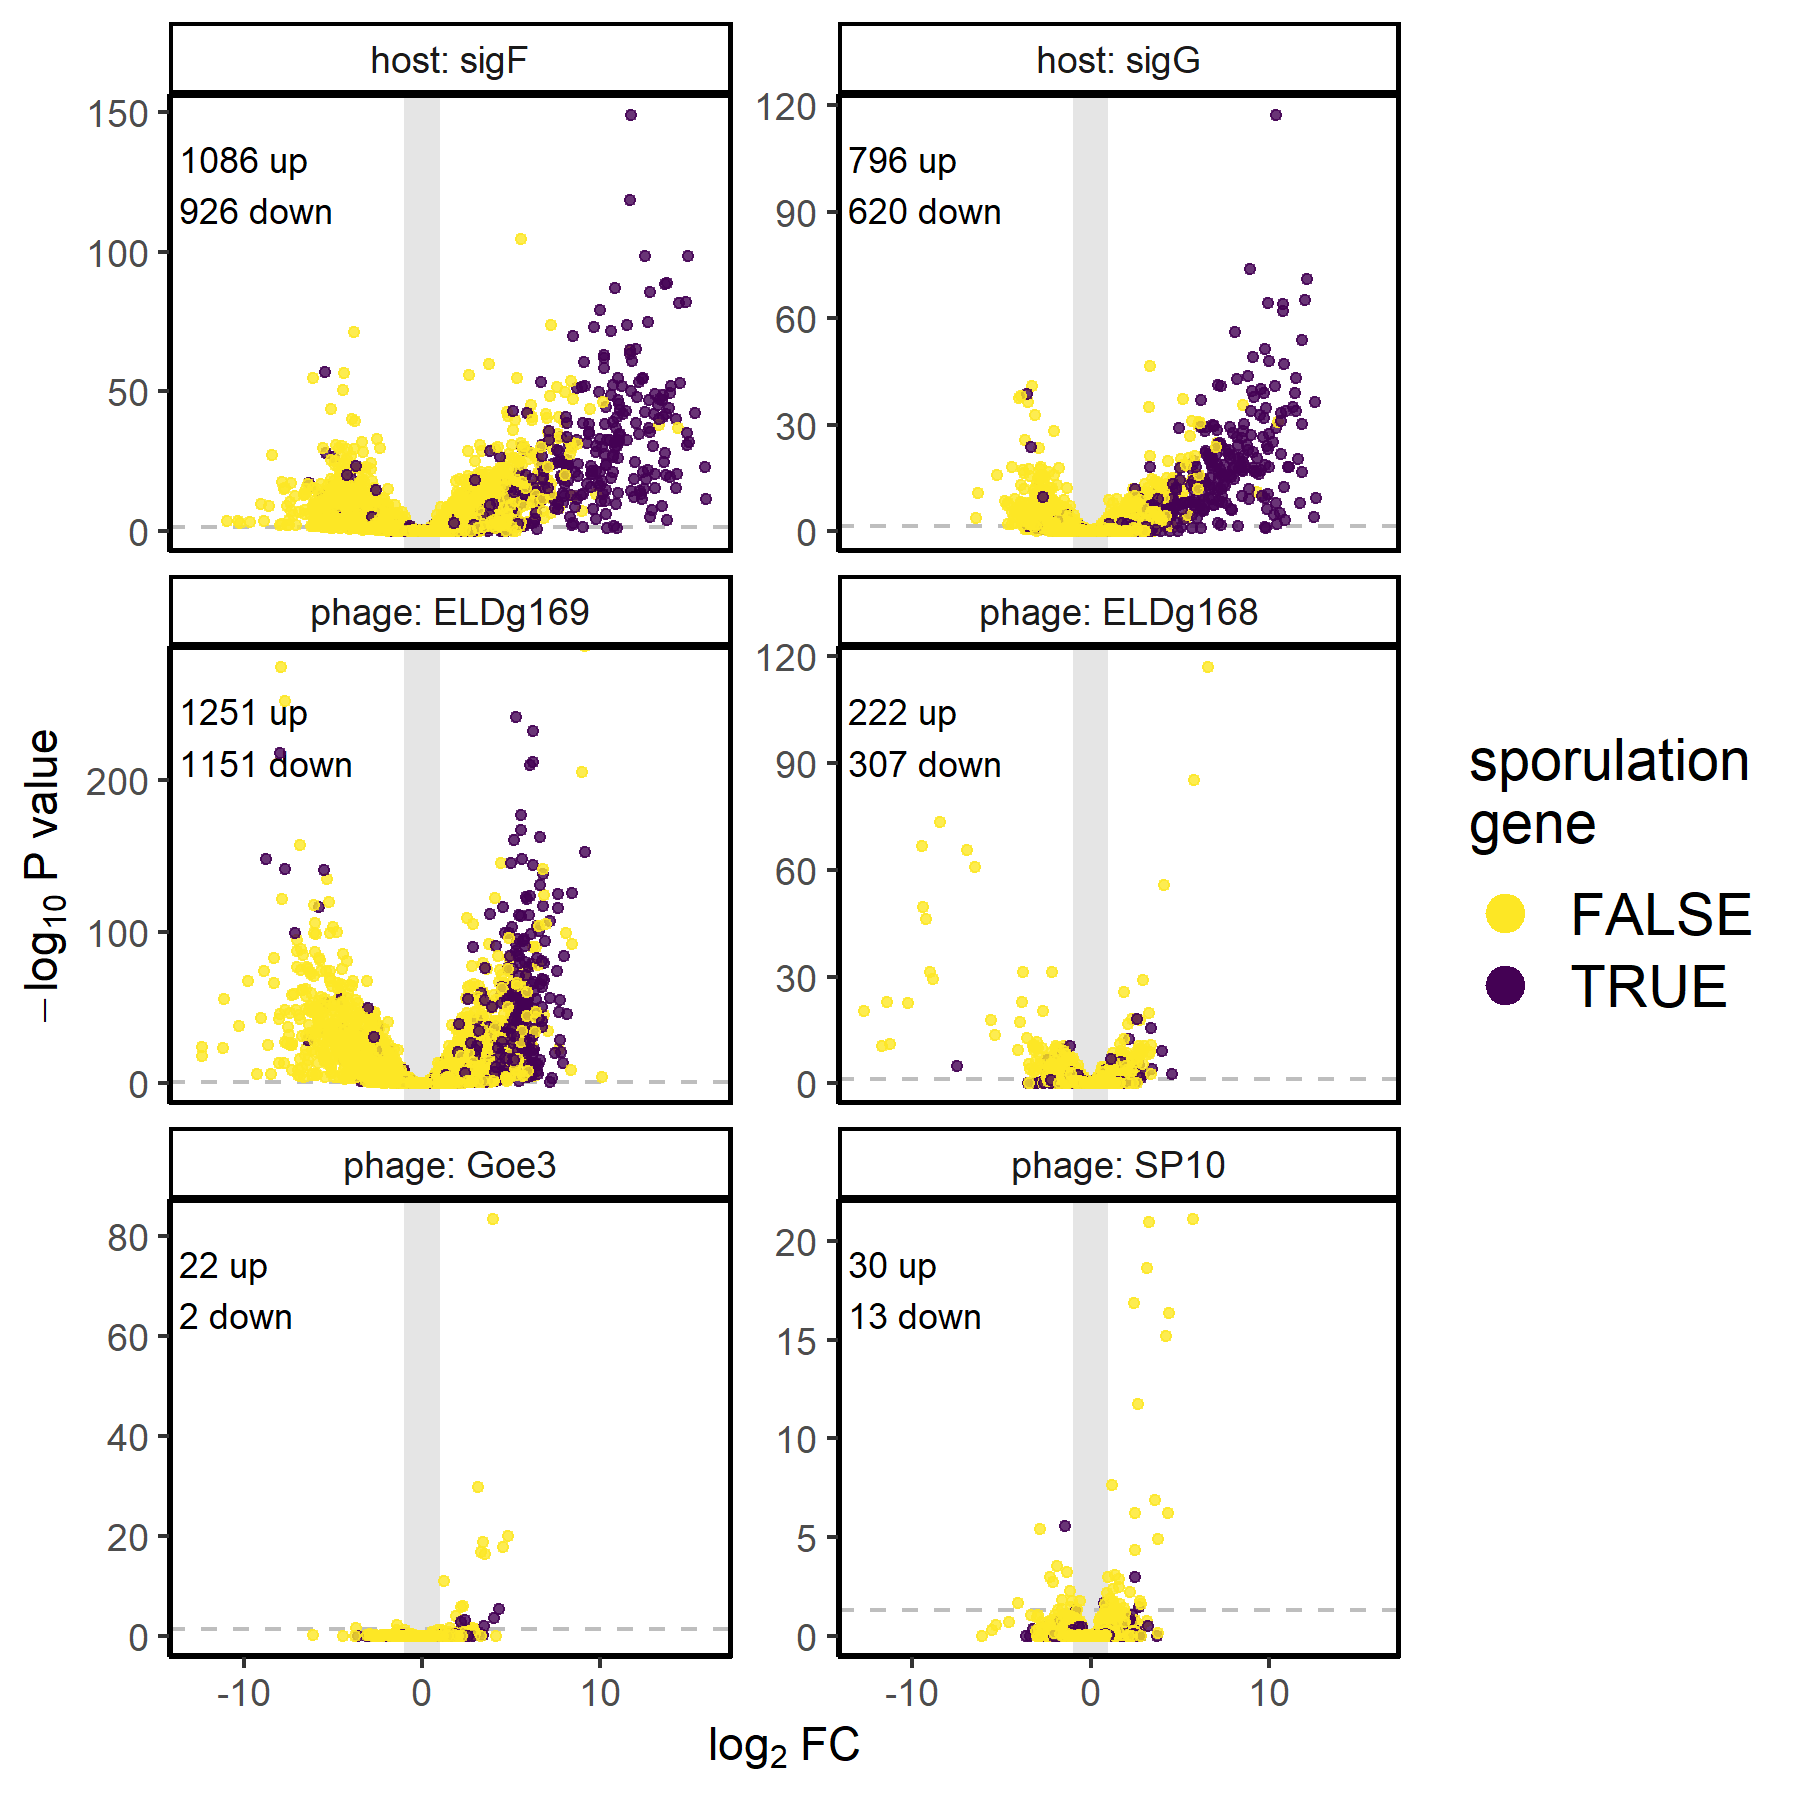 host: sigF
150
100
50
0
1086 up
926 down
host: sigG
120
90
60
30
0
796 up
620 down
phage: ELDg169
200
100
0
1251 up
1151 down
phage: ELDg168
120
90
60
30
0
222 up
307 down
phage: Goe3
80
60
40
20
0
22 up
2 down
-10 0 10
phage: SP10
20
15
10
5
0
30 up
13 down
-10 0 10
−log10 P value
log2 FC
sporulation
gene
FALSE
TRUE